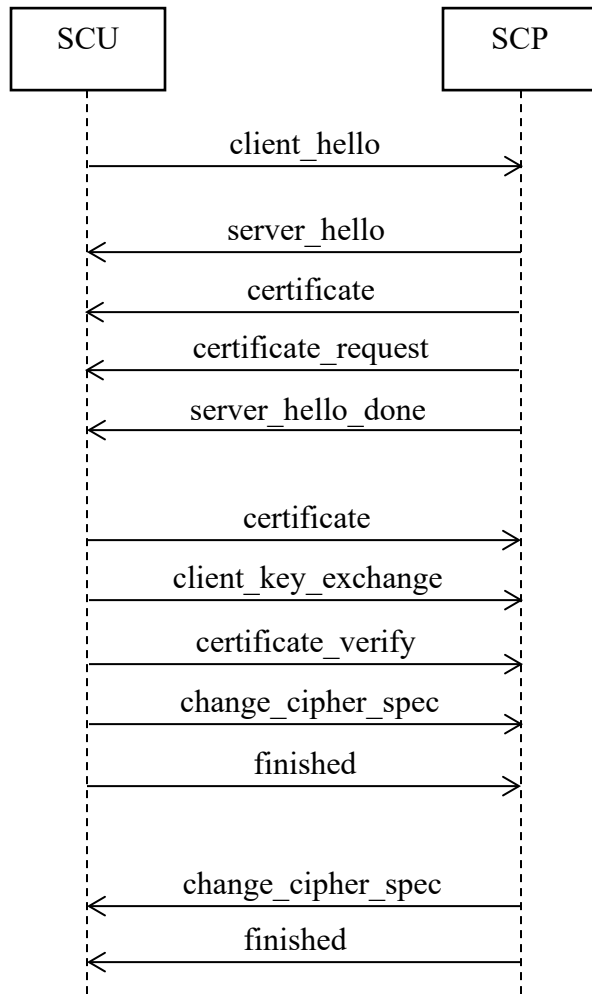 SCU
SCP
client_hello
server_hello
certificate
certificate_request
server_hello_done
certificate
client_key_exchange
certificate_verify
change_cipher_spec
finished
change_cipher_spec
finished